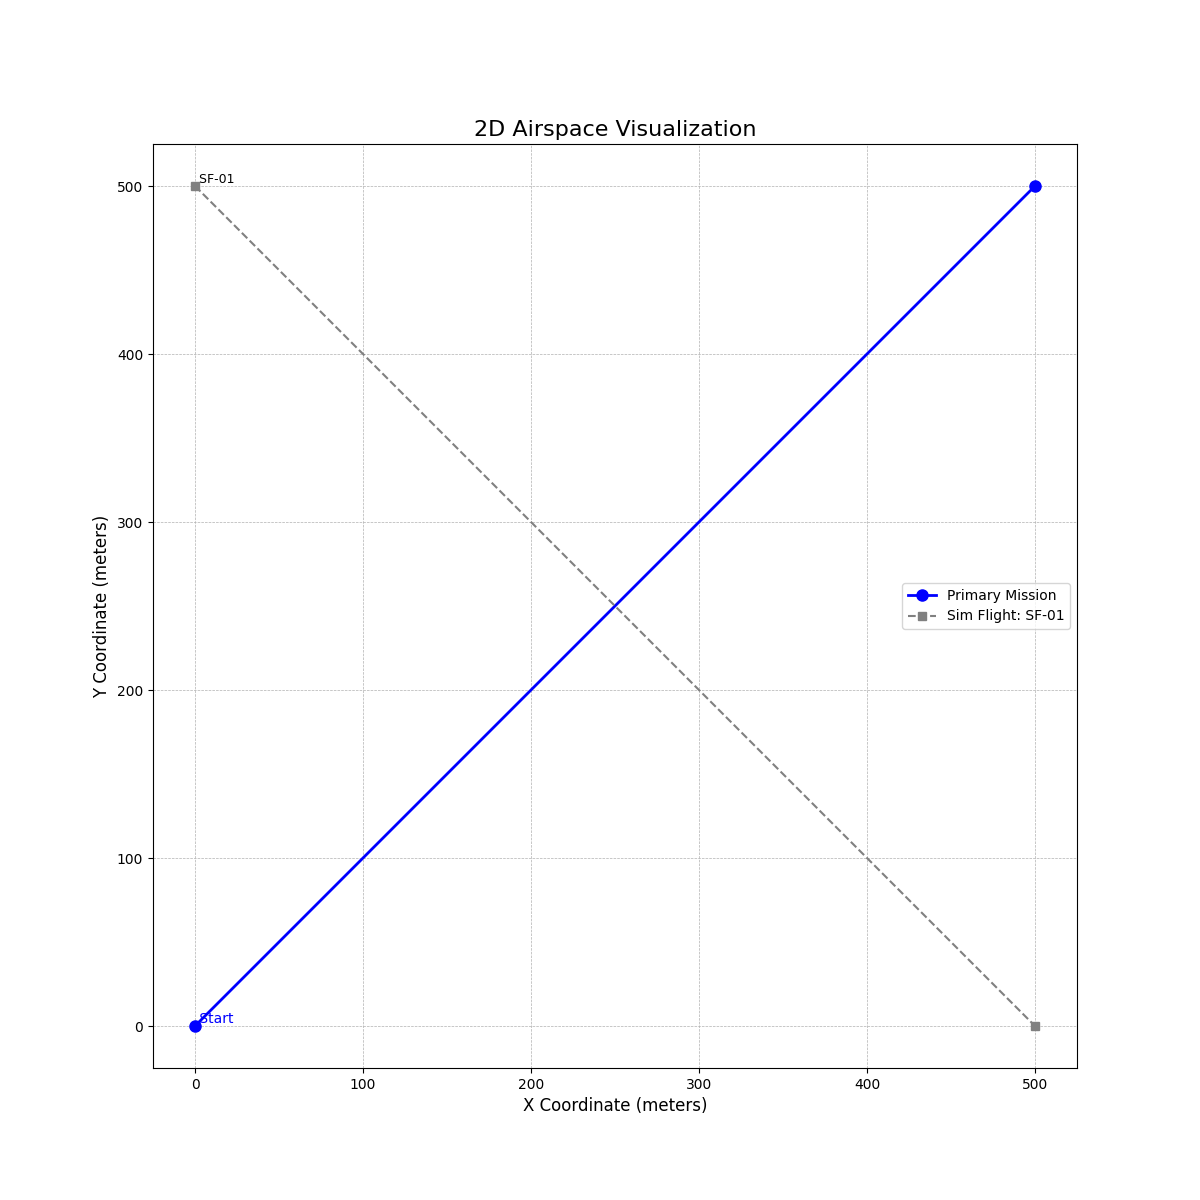 2D Airspace Visualization
SF-01
500
400
300
200
100
0
Y Coordinate (meters)
Primary Mission
Sim Flight: SF-01
Start
0 100 200 300 400 500
X Coordinate (meters)